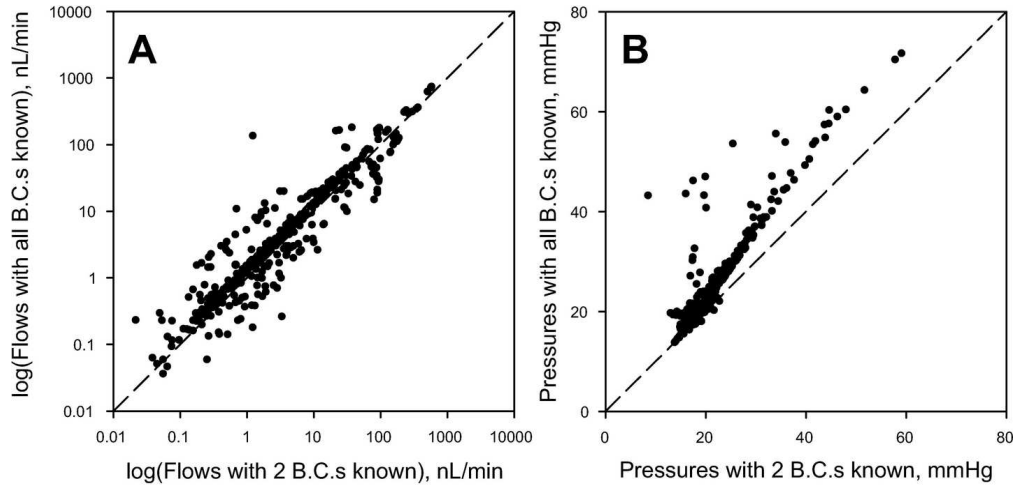 A
log(Flows with all B.C.s known), nL/min
10000
1000
100
10
1
0.1
0.01
0.01 0.1 1 10 100 1000 10000
log(Flows with 2 B.C.s known), nL/min
B
Pressures with all B.C.s known, mmHg
80
60
40
20
0
0 20 40 60 80
Pressures with 2 B.C.s known, mmHg